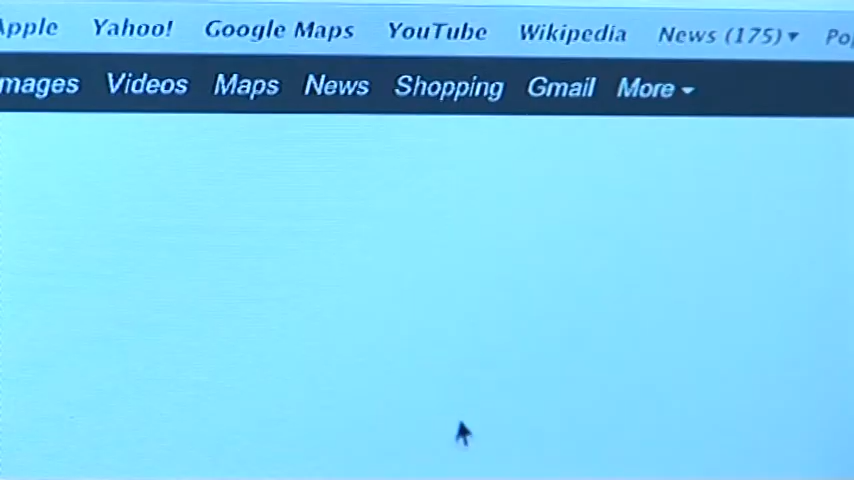 Apple Yahoo! Google Maps YouTube Wikipedia News (175) ▾
Images Videos Maps News Shopping Gmail More